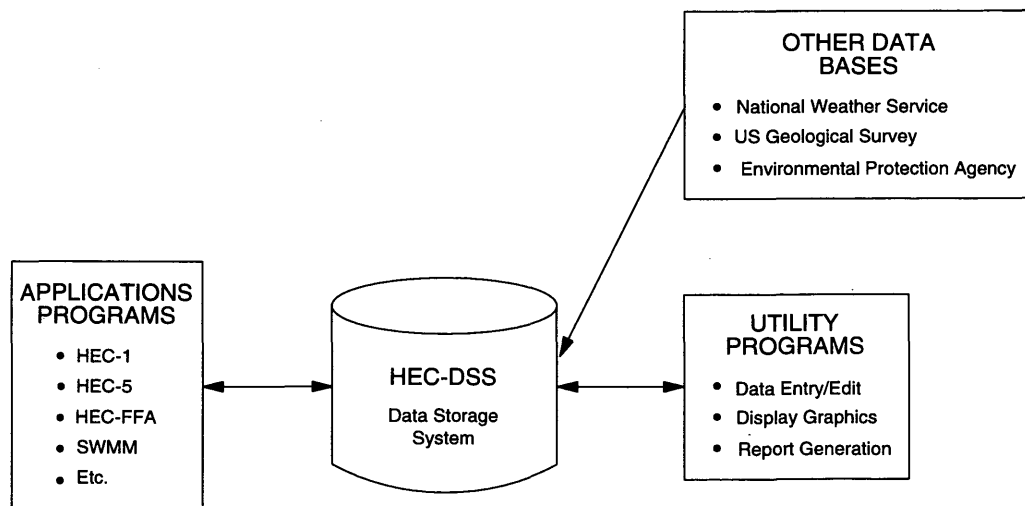 OTHER DATA
BASES
• National Weather Service
• US Geological Survey
• Environmental Protection Agency
APPLICATIONS
PROGRAMS
• HEC-1
• HEC-5
• HEC-FFA
• SWMM
• Etc.
HEC-DSS
Data Storage
System
UTILITY
PROGRAMS
• Data Entry/Edit
• Display Graphics
• Report Generation